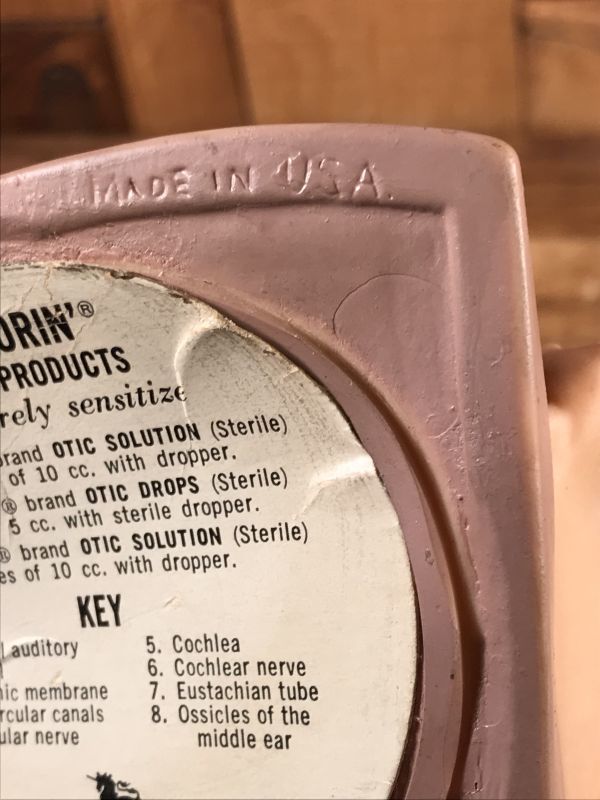 MADE IN USA.
ORIN'®
PRODUCTS
rely sensitize
brand OTIC SOLUTION (Sterile)
of 10 cc. with dropper.
® brand OTIC DROPS (Sterile)
5 cc. with sterile dropper.
® brand OTIC SOLUTION (Sterile)
es of 10 cc. with dropper.
KEY
l auditory
ic membrane
rcular canals
ular nerve
5. Cochlea
6. Cochlear nerve
7. Eustachian tube
8. Ossicles of the
middle ear